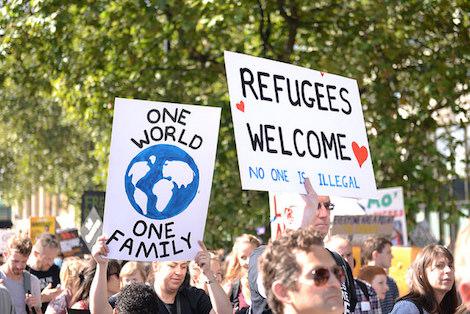 ONE
WORLD
ONE
FAMILY
REFUGEES
WELCOME
NO ONE IS ILLEGAL